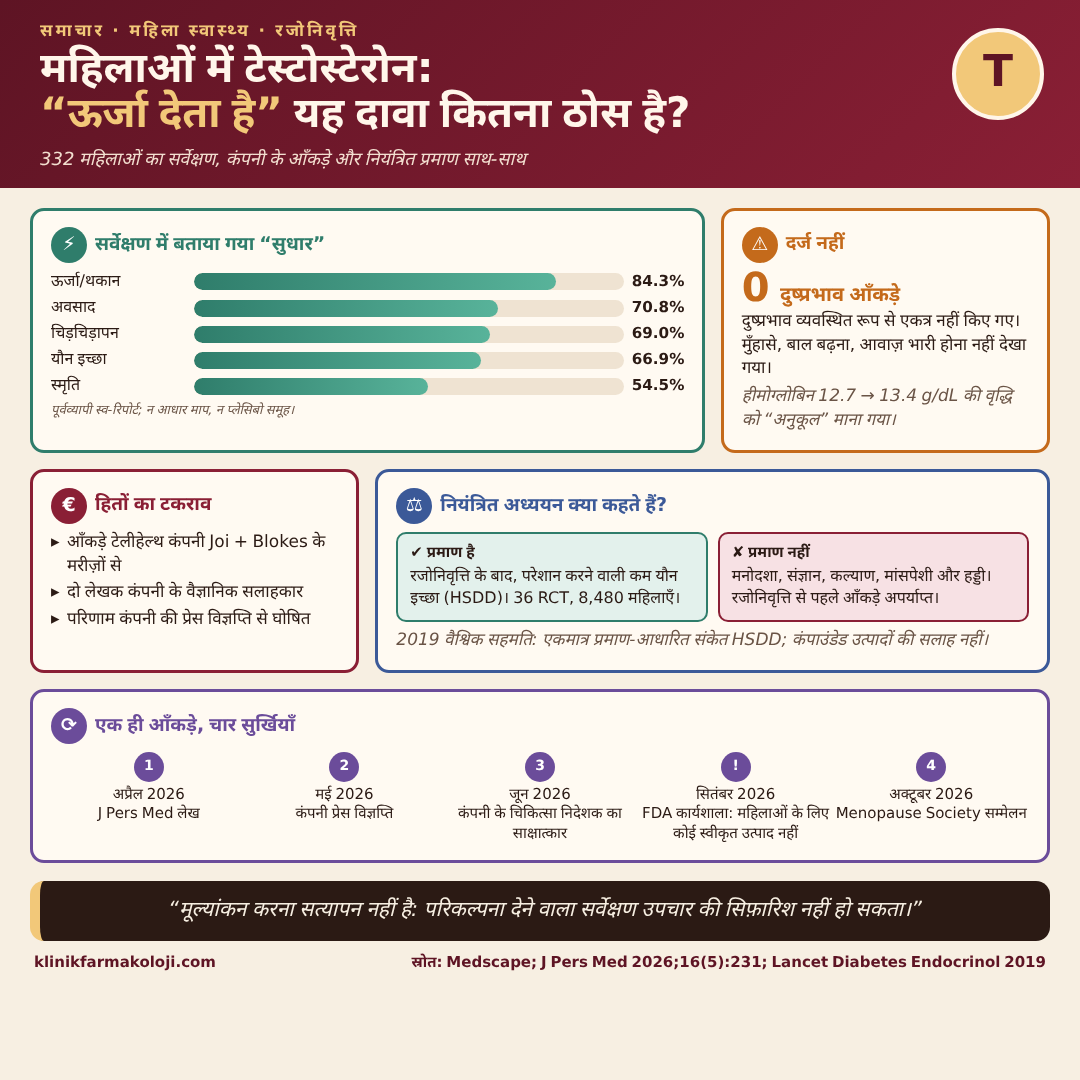 समाचार · महिला स्वास्थ्य · रजोनिवृत्ति
महिलाओं में टेस्टोस्टेरोन:
“ऊर्जा देता है” यह दावा कितना ठोस है?
332 महिलाओं का सर्वेक्षण, कंपनी के आँकड़े और नियंत्रित प्रमाण साथ-साथ
T
⚡ सर्वेक्षण में बताया गया “सुधार”
ऊर्जा/थकान 84.3%
अवसाद 70.8%
चिड़चिड़ापन 69.0%
यौन इच्छा 66.9%
स्मृति 54.5%
पूर्वव्यापी स्व-रिपोर्ट; न आधार माप, न प्लेसिबो समूह।
⚠ दर्ज नहीं
0 दुष्प्रभाव आँकड़े
दुष्प्रभाव व्यवस्थित रूप से एकत्र नहीं किए गए।
मुँहासे, बाल बढ़ना, आवाज़ भारी होना नहीं देखा
गया।
हीमोग्लोबिन 12.7 → 13.4 g/dL की वृद्धि
को “अनुकूल” माना गया।
€ हितों का टकराव
▸ आँकड़े टेलीहेल्थ कंपनी Joi + Blokes के
मरीज़ों से
▸ दो लेखक कंपनी के वैज्ञानिक सलाहकार
▸ परिणाम कंपनी की प्रेस विज्ञप्ति से घोषित
⚖ नियंत्रित अध्ययन क्या कहते हैं?
✔ प्रमाण है
रजोनिवृत्ति के बाद, परेशान करने वाली कम यौन
इच्छा (HSDD)। 36 RCT, 8,480 महिलाएँ।
✘ प्रमाण नहीं
मनोदशा, संज्ञान, कल्याण, मांसपेशी और हड्डी।
रजोनिवृत्ति से पहले आँकड़े अपर्याप्त।
2019 वैश्विक सहमति: एकमात्र प्रमाण-आधारित संकेत HSDD; कंपाउंडेड उत्पादों की सलाह नहीं।
⟳ एक ही आँकड़े, चार सुर्खियाँ
1
अप्रैल 2026
J Pers Med लेख
2
मई 2026
कंपनी प्रेस विज्ञप्ति
3
जून 2026
कंपनी के चिकित्सा निदेशक का
साक्षात्कार
!
सितंबर 2026
FDA कार्यशाला: महिलाओं के लिए
कोई स्वीकृत उत्पाद नहीं
4
अक्टूबर 2026
Menopause Society सम्मेलन
“मूल्यांकन करना सत्यापन नहीं है: परिकल्पना देने वाला सर्वेक्षण उपचार की सिफ़ारिश नहीं हो सकता।”
klinikfarmakoloji.com
स्रोत: Medscape; J Pers Med 2026;16(5):231; Lancet Diabetes Endocrinol 2019